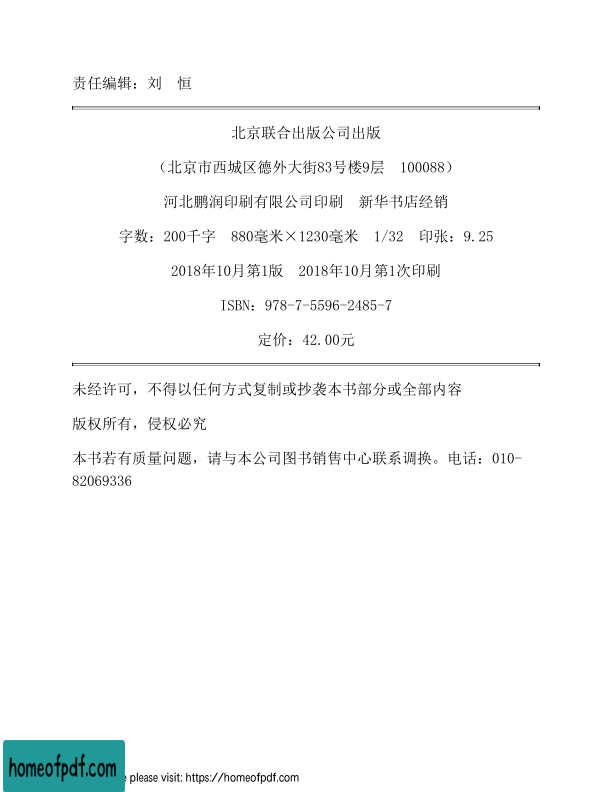 责任编辑：刘　恒
北京联合出版公司出版
（北京市西城区德外大街83号楼9层　100088）
河北鹏润印刷有限公司印刷　新华书店经销
字数：200千字　880毫米×1230毫米　1/32　印张：9.25
2018年10月第1版　2018年10月第1次印刷
ISBN：978-7-5596-2485-7
定价：42.00元
未经许可，不得以任何方式复制或抄袭本书部分或全部内容
版权所有，侵权必究
本书若有质量问题，请与本公司图书销售中心联系调换。电话：010-
82069336
homeofpdf.com
please visit: https://homeofpdf.com